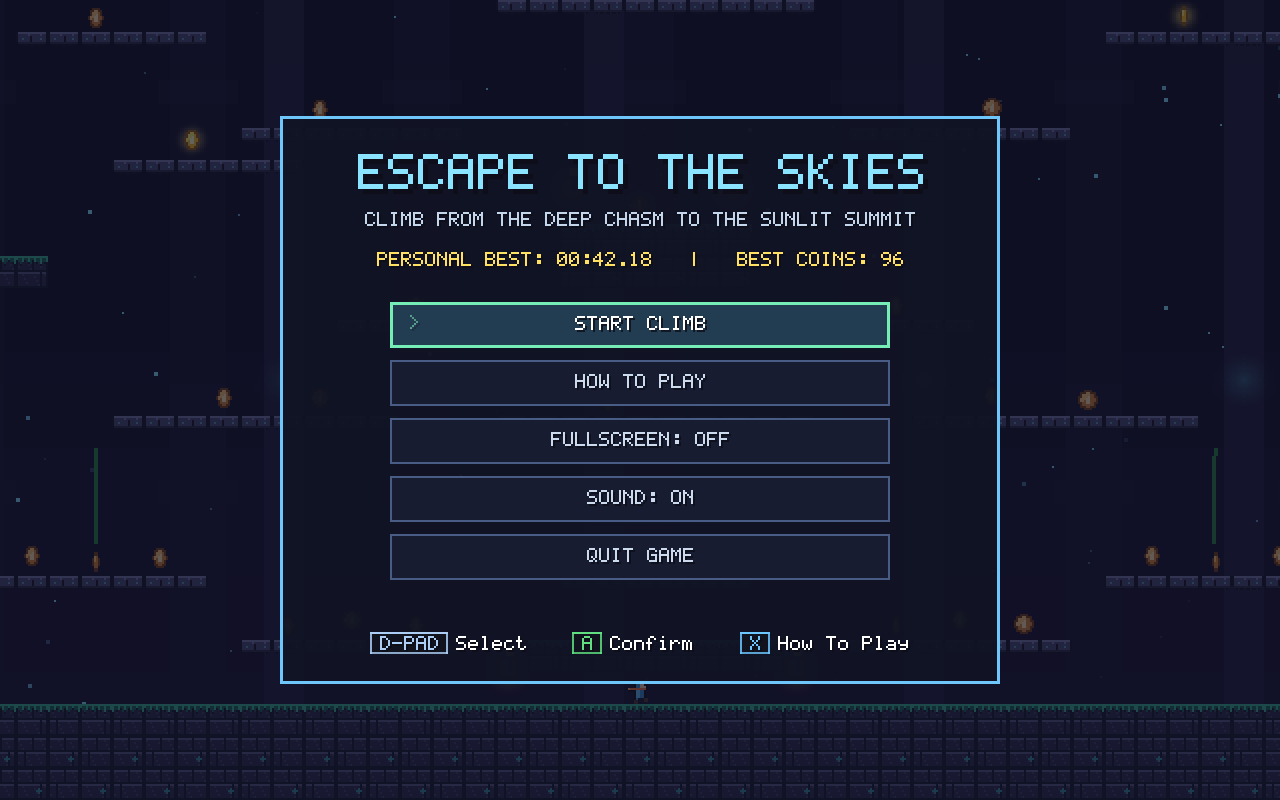 ESCAPE TO THE SKIES
CLIMB FROM THE DEEP CHASM TO THE SUNLIT SUMMIT
PERSONAL BEST: 00:42.18 | BEST COINS: 96
> START CLIMB
HOW TO PLAY
FULLSCREEN: OFF
SOUND: ON
QUIT GAME
D-PAD Select A Confirm X How To Play